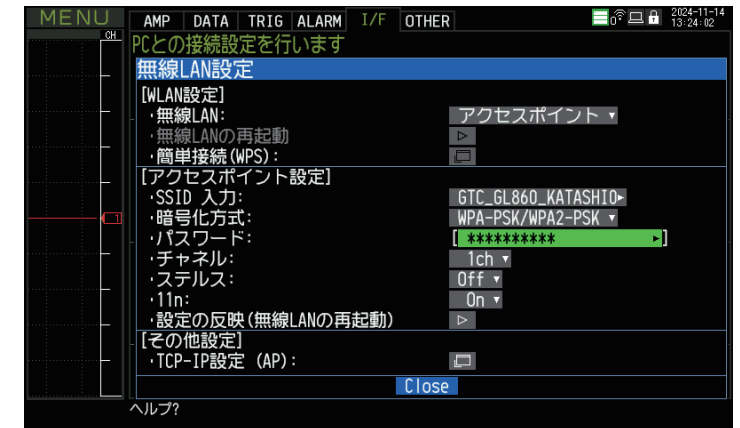 MENU AMP DATA TRIG ALARM I/F OTHER 2024-11-14
13:24:02
CH
PCとの接続設定を行います
無線LAN設定
[WLAN設定]
・無線LAN: アクセスポイント ▼
・無線LANの再起動 ▷
・簡単接続(WPS):
[アクセスポイント設定]
・SSID 入力: GTC_GL860_KATASHIO▸
・暗号化方式: WPA-PSK/WPA2-PSK ▼
・パスワード: [ ********** ▸]
・チャネル: 1ch ▼
・ステルス: Off ▼
・11n: On ▼
1
・設定の反映(無線LANの再起動) ▷
[その他設定]
・TCP-IP設定 (AP):
Close
ヘルプ?